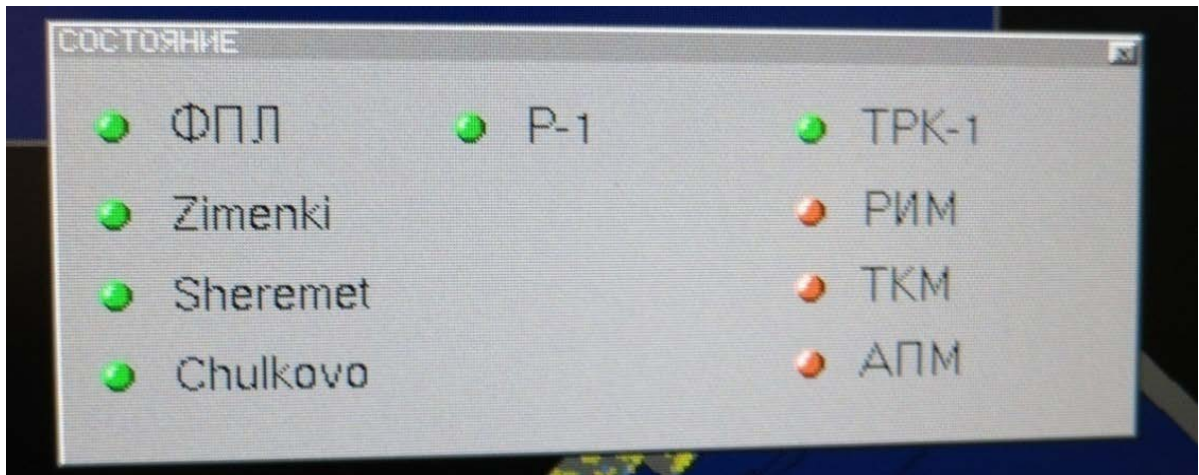 СОСТОЯНИЕ
ФПЛ P-1 ТРК-1
Zimenki РИМ
Sheremet ТКМ
Chulkovo АПМ